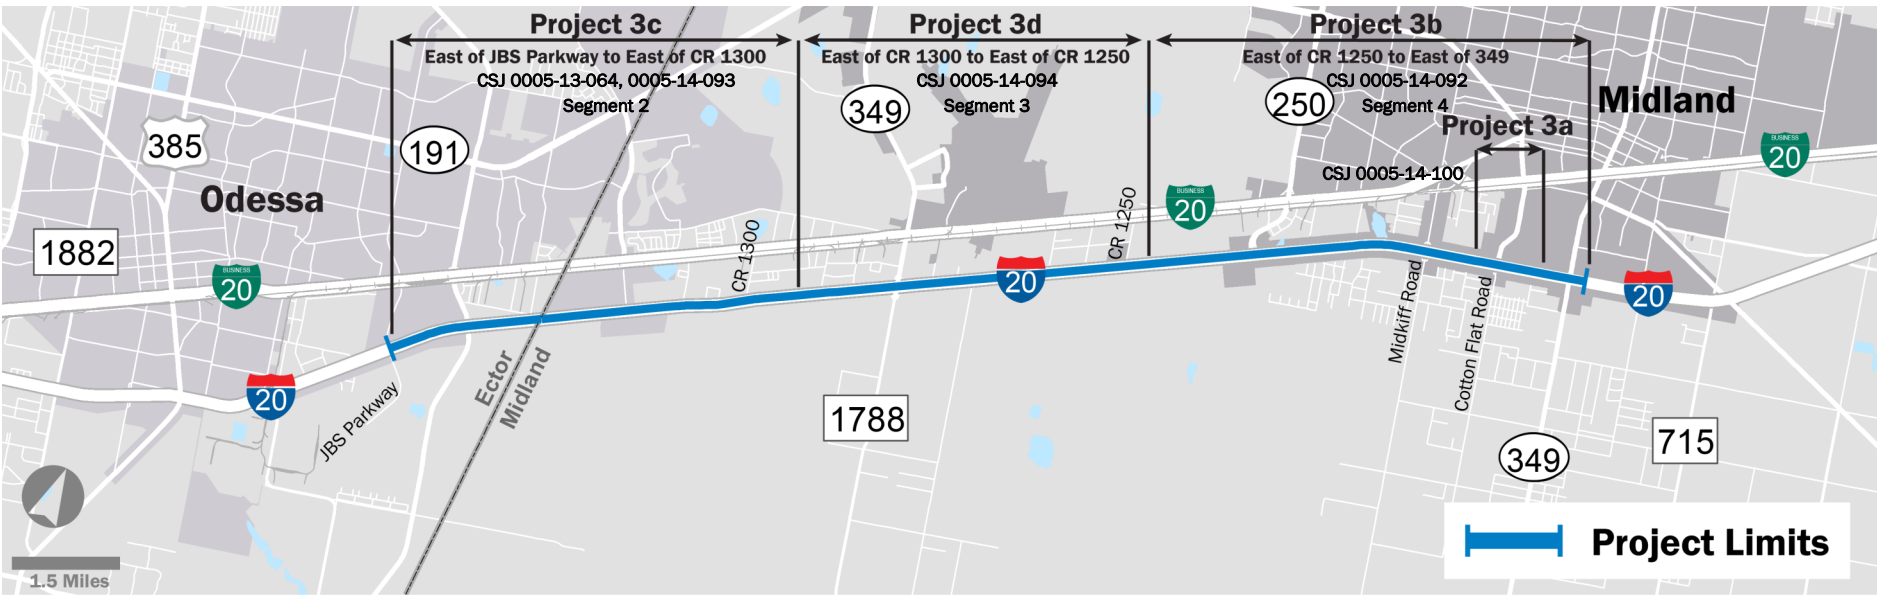 Project 3c
East of JBS Parkway to East of CR 1300
CSJ 0005-13-064, 0005-14-093
Segment 2
Project 3d
East of CR 1300 to East of CR 1250
CSJ 0005-14-094
Segment 3
Project 3b
East of CR 1250 to East of 349
CSJ 0005-14-092
Segment 4
Project 3a
CSJ 0005-14-100
Midland
385
191
349
250
BUSINESS
20
Odessa
1882
BUSINESS
20
CR 1300
CR 1250
BUSINESS
20
20
20
20
JBS Parkway
Ector
Midland
1788
Midkiff Road
Cotton Flat Road
349
715
1.5 Miles
Project Limits